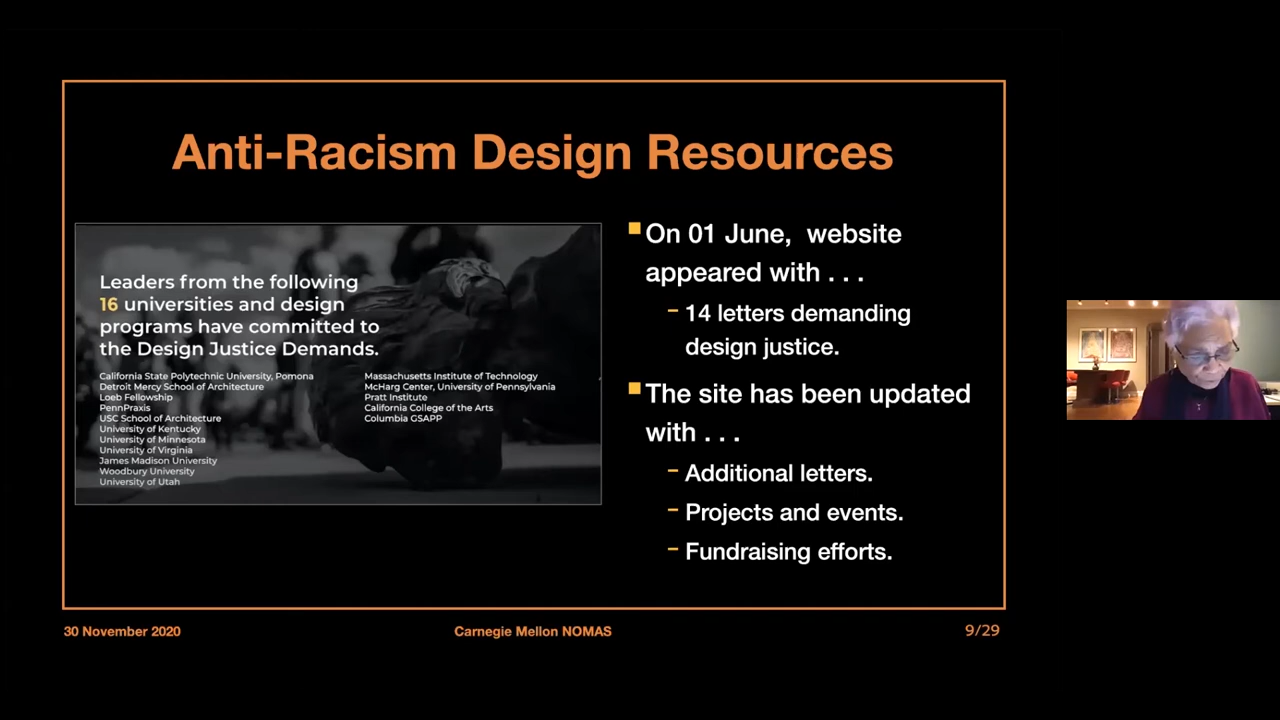 Anti-Racism Design Resources
Leaders from the following
16 universities and design
programs have committed to
the Design Justice Demands.
California State Polytechnic University, Pomona
Detroit Mercy School of Architecture
Loeb Fellowship
PennPraxis
USC School of Architecture
University of Kentucky
University of Minnesota
University of Virginia
James Madison University
Woodbury University
University of Utah
Massachusetts Institute of Technology
McHarg Center, University of Pennsylvania
Pratt Institute
California College of the Arts
Columbia GSAPP
On 01 June,  website
appeared with . . .
– 14 letters demanding
design justice.
The site has been updated
with . . .
– Additional letters.
– Projects and events.
– Fundraising efforts.
30 November 2020
Carnegie Mellon NOMAS
9/29